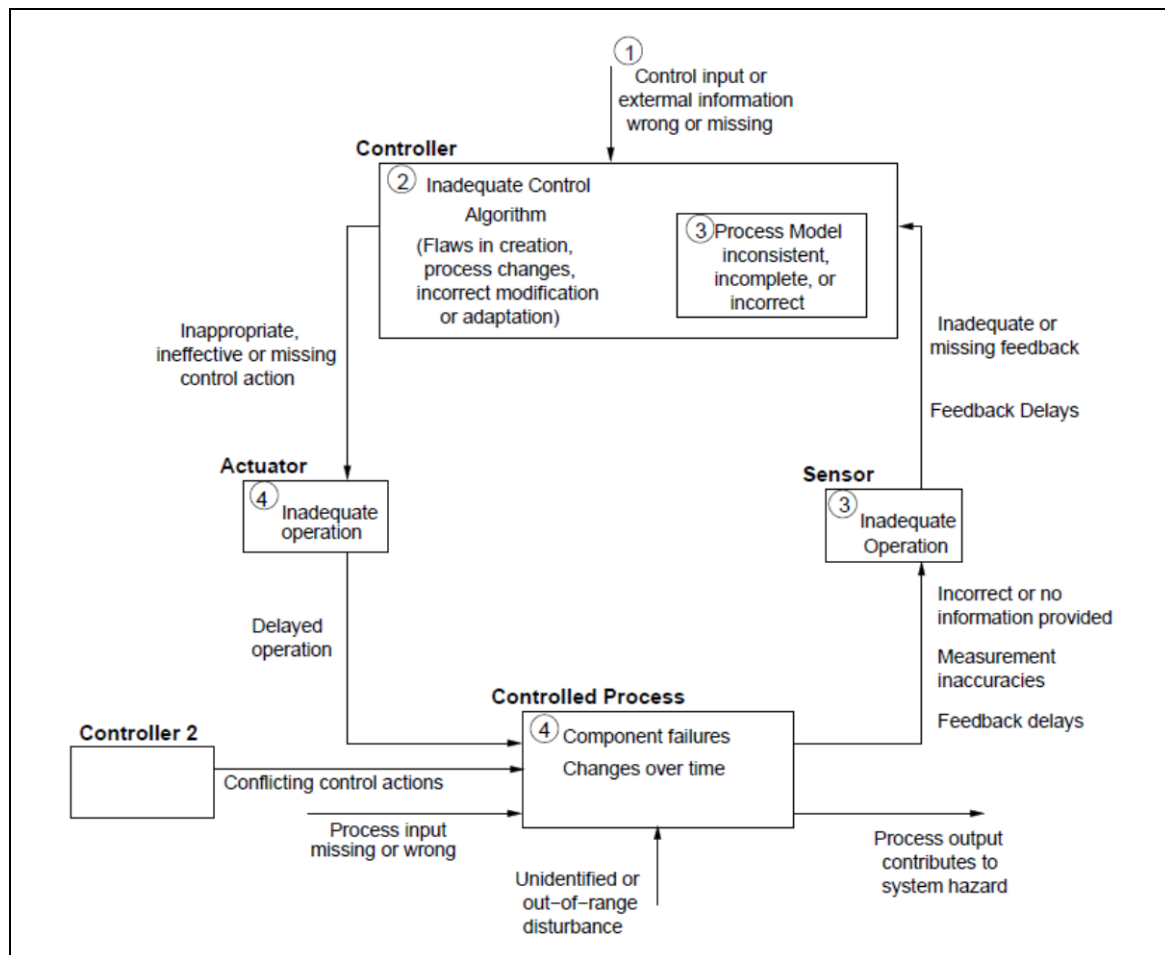 1
Control input or
extermal information
wrong or missing
Controller
2 Inadequate Control
Algorithm
(Flaws in creation,
process changes,
incorrect modification
or adaptation)
3 Process Model
inconsistent,
incomplete, or
incorrect
Inappropriate,
ineffective or missing
control action
Inadequate or
missing feedback
Feedback Delays
Actuator
4
Inadequate
operation
Sensor
3
Inadequate
Operation
Delayed
operation
Incorrect or no
information provided
Measurement
inaccuracies
Feedback delays
Controlled Process
4 Component failures
Changes over time
Controller 2
Conflicting control actions
Process input
missing or wrong
Unidentified or
out-of-range
disturbance
Process output
contributes to
system hazard